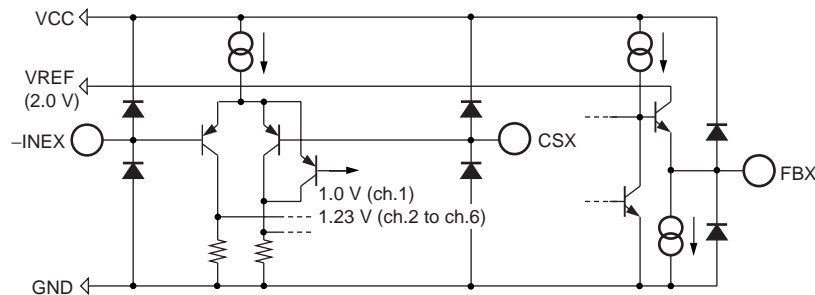 VCC
VREF
(2.0 V)
−INEX
CSX
FBX
1.0 V (ch.1)
1.23 V (ch.2 to ch.6)
GND